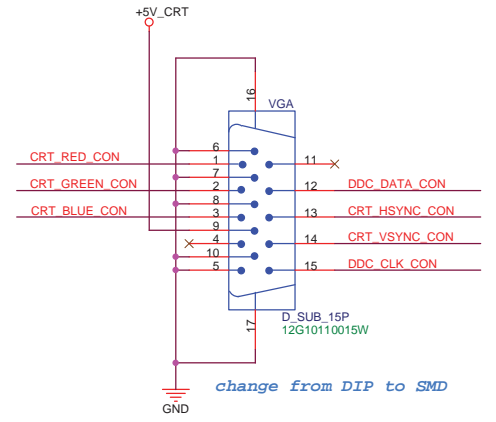 +5V_CRT
16
VGA
6
CRT_RED_CON
1
11
7
CRT_GREEN_CON
2
12
DDC_DATA_CON
8
CRT_BLUE_CON
3
13
CRT_HSYNC_CON
9
4
14
CRT_VSYNC_CON
10
5
15
DDC_CLK_CON
17
D_SUB_15P
12G10110015W
change from DIP to SMD
GND